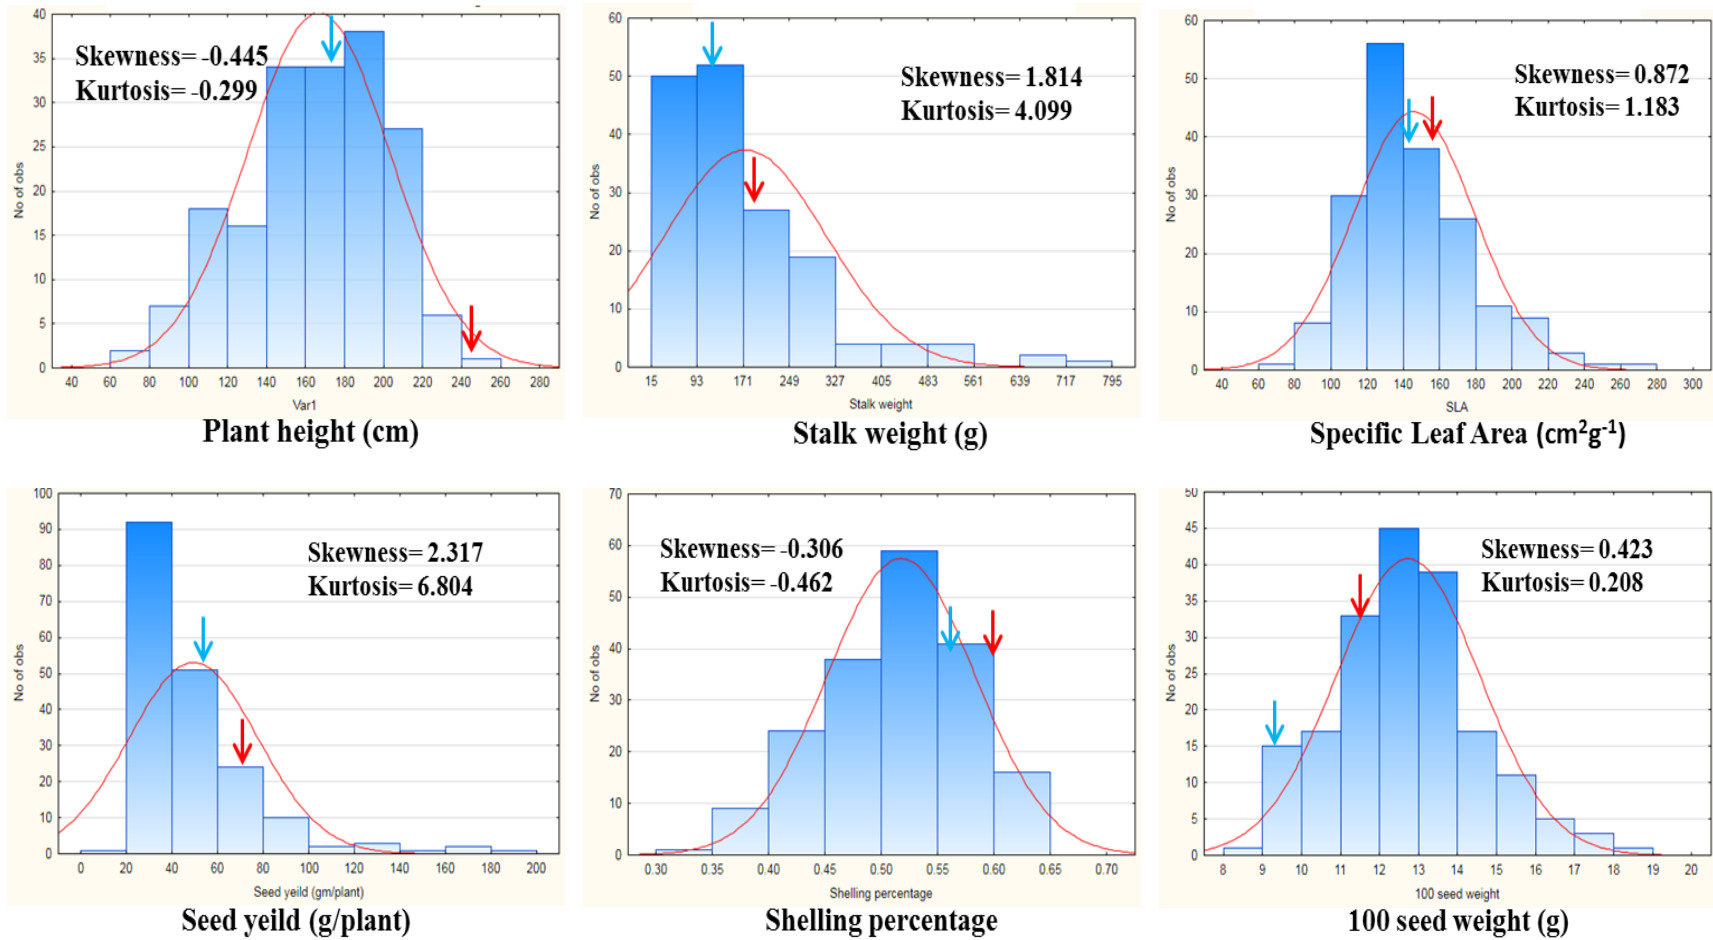 40
35
30
25
20
15
10
5
0
No of obs
Skewness= -0.445
Kurtosis= -0.299
40 60 80 100 120 140 160 180 200 220 240 260 280
Var1
Plant height (cm)
60
50
40
30
20
10
0
No of obs
Skewness= 1.814
Kurtosis= 4.099
15 93 171 249 327 405 483 561 639 717 795
Stalk weight
Stalk weight (g)
60
50
40
30
20
10
0
No of obs
Skewness= 0.872
Kurtosis= 1.183
40 60 80 100 120 140 160 180 200 220 240 260 280 300
SLA
Specific Leaf Area (cm²g⁻¹)
100
90
80
70
60
50
40
30
20
10
0
No of obs
Skewness= 2.317
Kurtosis= 6.804
0 20 40 60 80 100 120 140 160 180 200
Seed yeild (gm/plant)
Seed yeild (g/plant)
70
60
50
40
30
20
10
0
No of obs
Skewness= -0.306
Kurtosis= -0.462
0.30 0.35 0.40 0.45 0.50 0.55 0.60 0.65 0.70
Shelling percentage
Shelling percentage
50
45
40
35
30
25
20
15
10
5
0
No of obs
Skewness= 0.423
Kurtosis= 0.208
8 9 10 11 12 13 14 15 16 17 18 19 20
100 seed weight
100 seed weight (g)